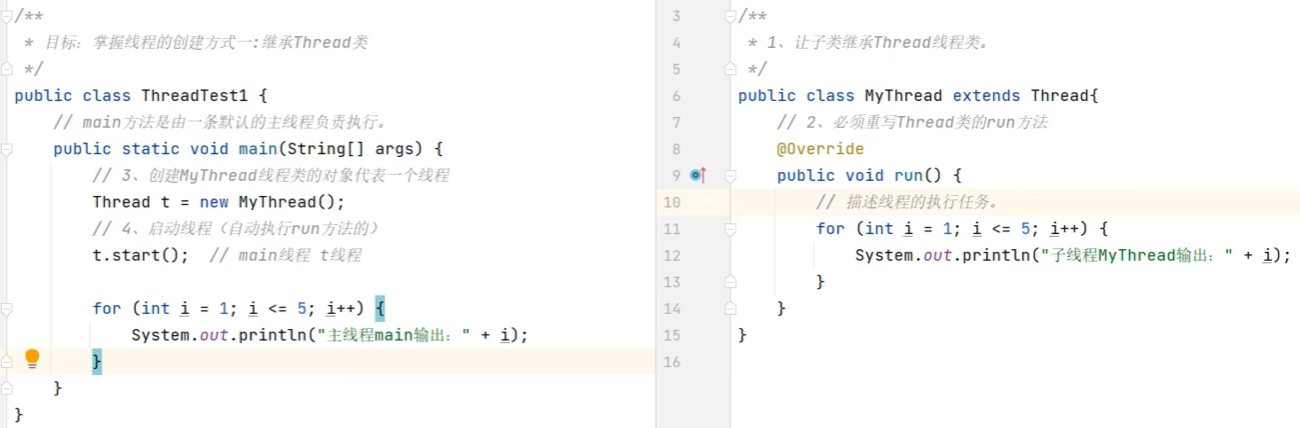 /**
 * 目标：掌握线程的创建方式一：继承Thread类
 */
public class ThreadTest1 {
    // main方法是由一条默认的主线程负责执行。
    public static void main(String[] args) {
        // 3、创建MyThread线程类的对象代表一个线程
        Thread t = new MyThread();
        // 4、启动线程（自动执行run方法的）
        t.start();  // main线程 t线程
        for (int i = 1; i <= 5; i++) {
            System.out.println("主线程main输出：" + i);
        }
    }
}
3 /**
4  * 1、让子类继承Thread线程类。
5  */
6 public class MyThread extends Thread{
7     // 2、必须重写Thread类的run方法
8     @Override
9     public void run() {
10         // 描述线程的执行任务。
11         for (int i = 1; i <= 5; i++) {
12             System.out.println("子线程MyThread输出：" + i);
13         }
14     }
15 }
16